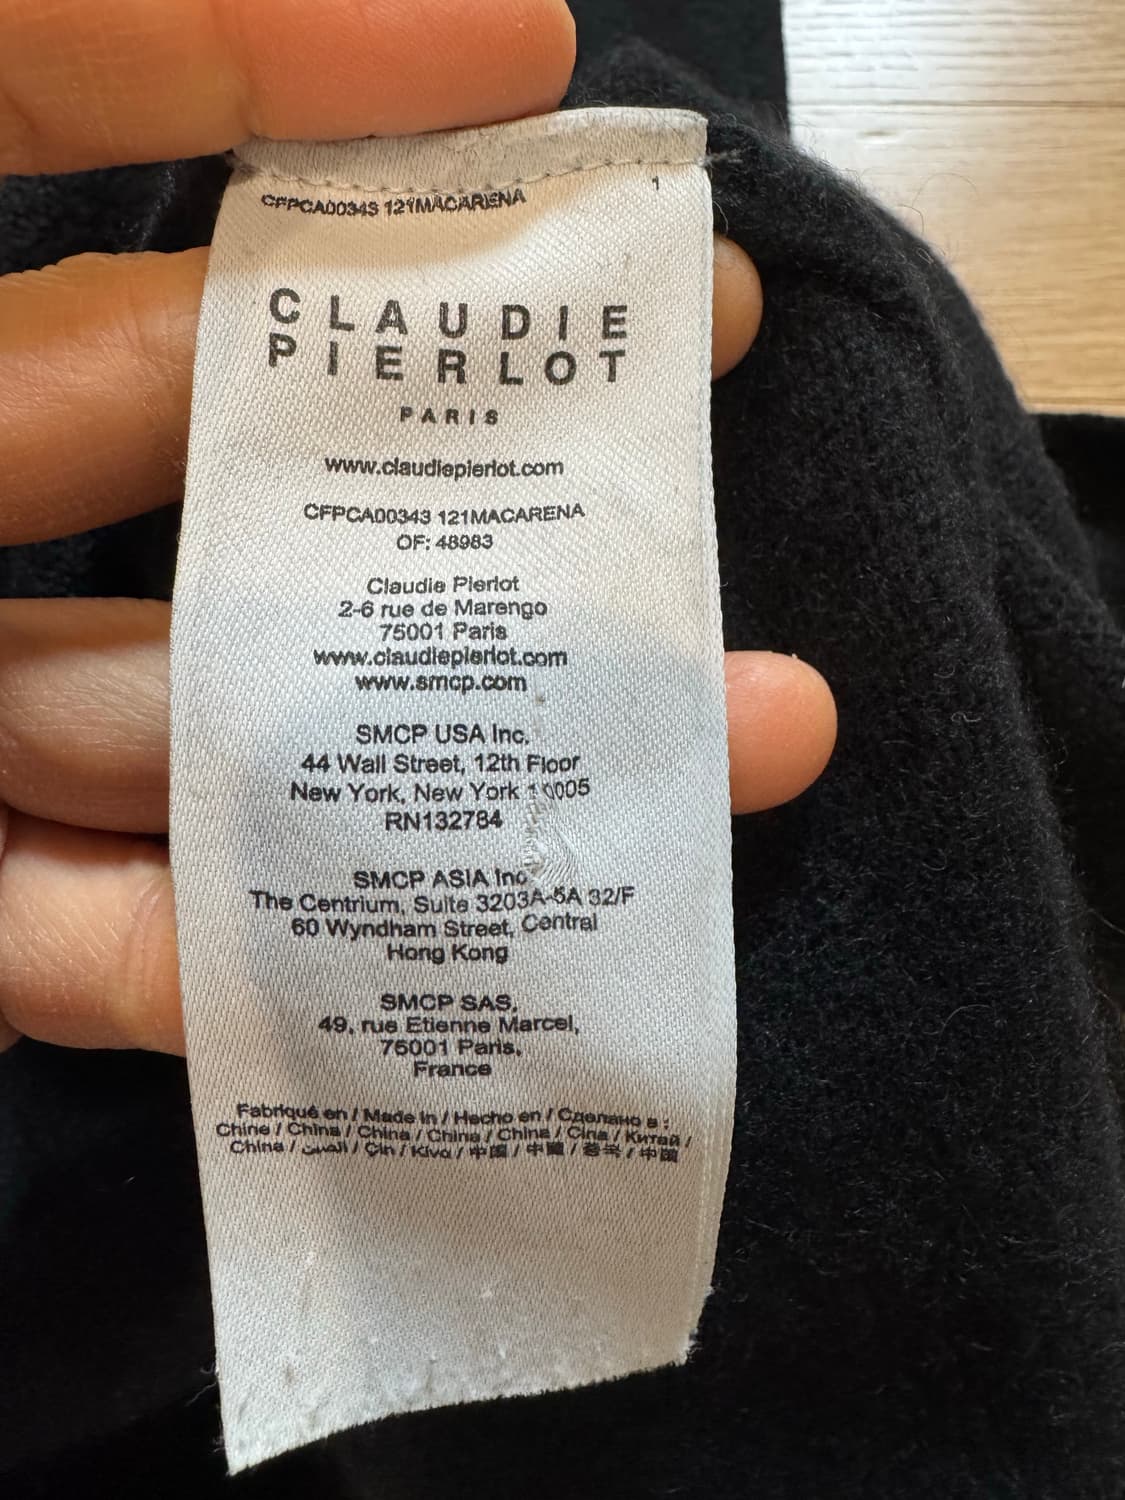 CFPCA00343 121MACARENA
1
CLAUDIE
PIERLOT
PARIS
www.claudiepierlot.com
CFPCA00343 121MACARENA
OF: 48983
Claudie Pierlot
2-6 rue de Marengo
75001 Paris
www.claudiepierlot.com
www.smcp.com
SMCP USA Inc.
44 Wall Street, 12th Floor
New York, New York 10005
RN132784
SMCP ASIA Inc
The Centrium, Suite 3203A-5A 32/F
60 Wyndham Street, Central
Hong Kong
SMCP SAS,
49, rue Etienne Marcel,
75001 Paris,
France
Fabriqué en / Made in / Hecho en / Сделано в :
Chine / China / China / Chine / China / Cina / Китай /
China / الصين / Çin / Κίνα / 中国 / 中國 / 중국 / 中国